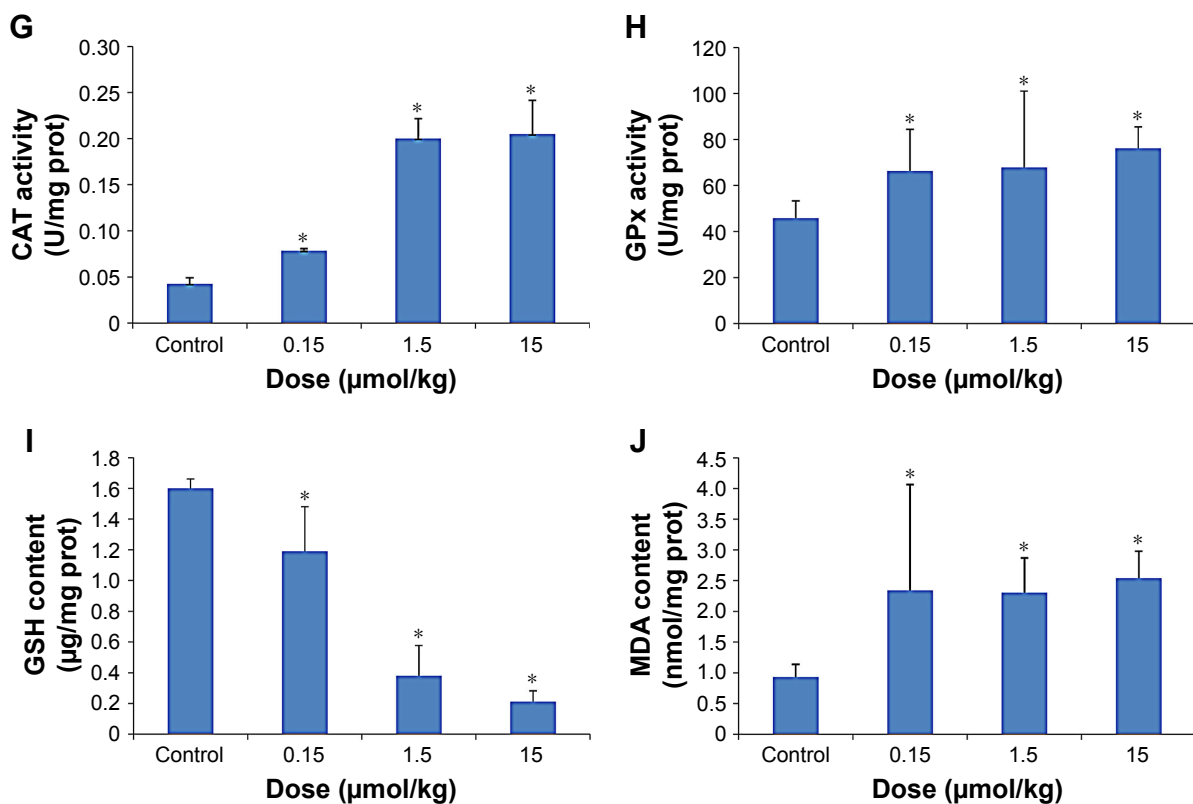 G
CAT activity
(U/mg prot)
0.30
0.25
0.20
0.15
0.10
0.05
0
*
*
*
Control 0.15 1.5 15
Dose (µmol/kg)
H
GPx activity
(U/mg prot)
120
100
80
60
40
20
0
*
*
*
Control 0.15 1.5 15
Dose (µmol/kg)
I
GSH content
(µg/mg prot)
1.8
1.6
1.4
1.2
1.0
0.8
0.6
0.4
0.2
0
*
*
*
Control 0.15 1.5 15
Dose (µmol/kg)
J
MDA content
(nmol/mg prot)
4.5
4.0
3.5
3.0
2.5
2.0
1.5
1.0
0.5
0
*
*
*
Control 0.15 1.5 15
Dose (µmol/kg)